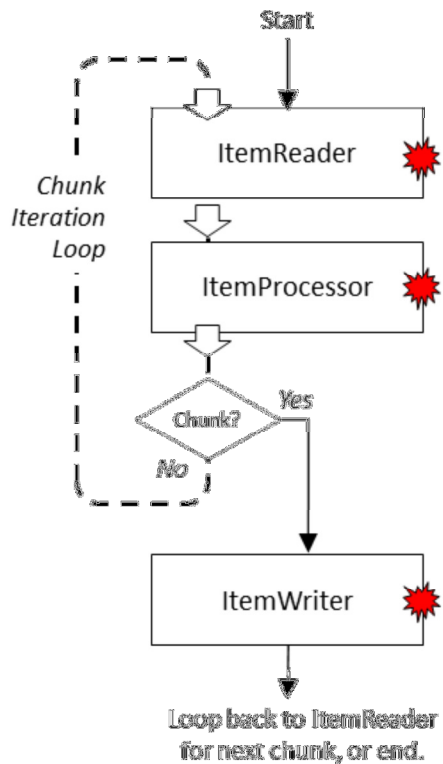 Start
ItemReader
Chunk
Iteration
Loop
ItemProcessor
Chunk?
Yes
No
ItemWriter
Loop back to ItemReader
for next chunk, or end.